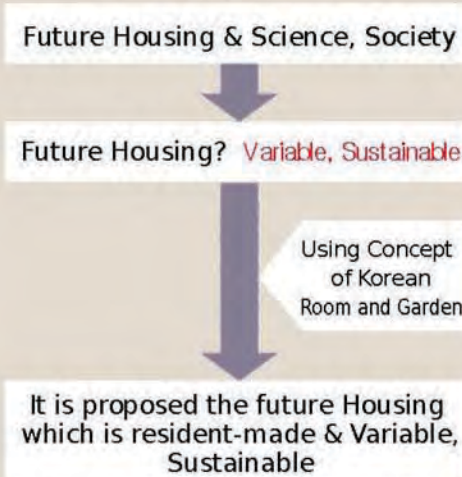 Future Housing & Science, Society
Future Housing? Variable, Sustainable
Using Concept
of Korean
Room and Garden
It is proposed the future Housing
which is resident-made & Variable,
Sustainable